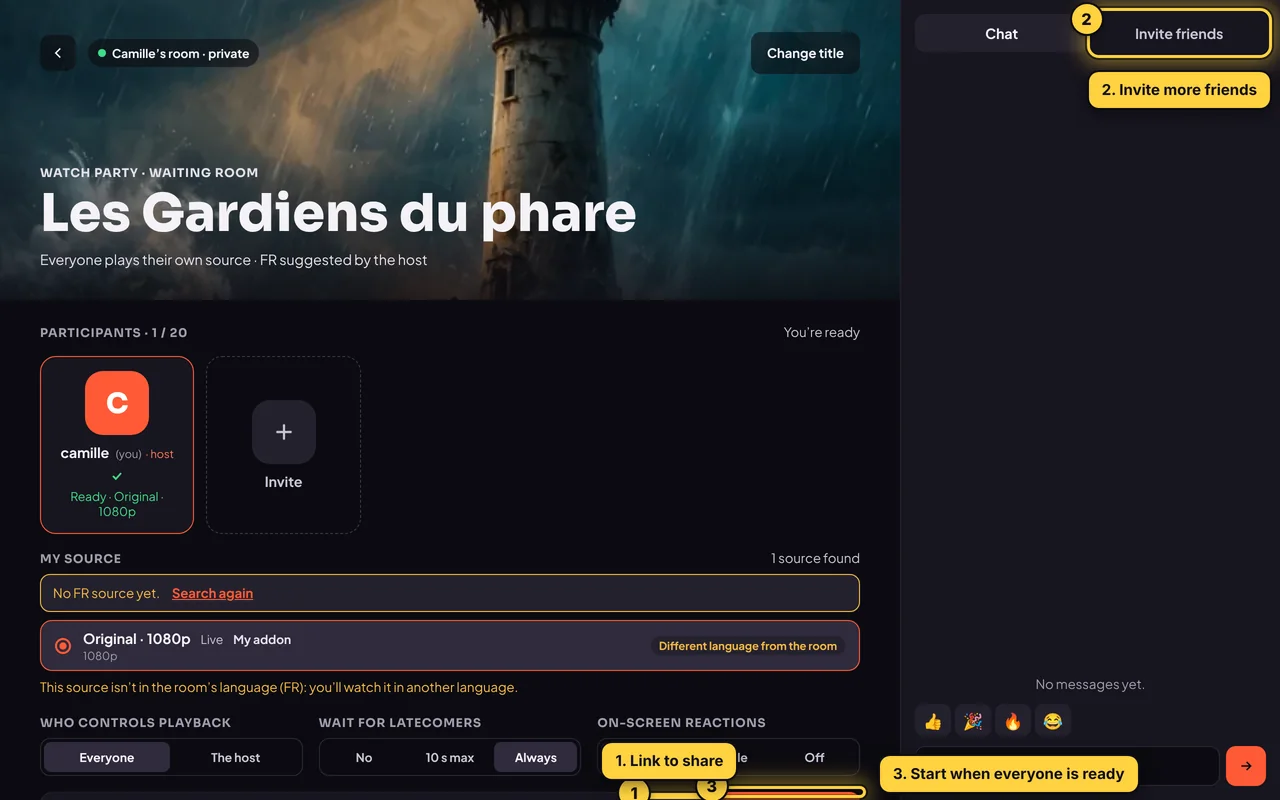 Camille's room · private
Change title
WATCH PARTY · WAITING ROOM
Les Gardiens du phare
Everyone plays their own source · FR suggested by the host
PARTICIPANTS · 1 / 20
You're ready
C
camille (you) · host
Ready · Original ·
1080p
+
Invite
MY SOURCE
1 source found
No FR source yet. Search again
Original · 1080p Live My addon
1080p
Different language from the room
This source isn't in the room's language (FR): you'll watch it in another language.
WHO CONTROLS PLAYBACK
Everyone
The host
WAIT FOR LATECOMERS
No
10 s max
Always
ON-SCREEN REACTIONS
Off
1. Link to share
1
3
Chat
2
Invite friends
2. Invite more friends
No messages yet.
3. Start when everyone is ready